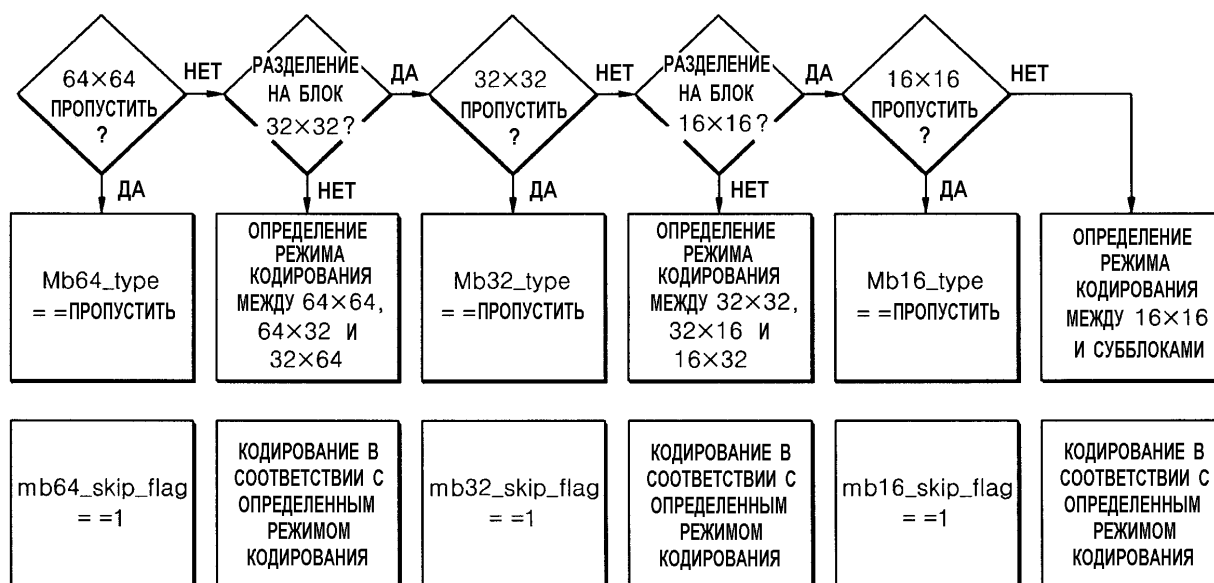 64×64
ПРОПУСТИТЬ
?
НЕТ
РАЗДЕЛЕНИЕ
НА БЛОК
32×32?
ДА
32×32
ПРОПУСТИТЬ
?
НЕТ
РАЗДЕЛЕНИЕ
НА БЛОК
16×16?
ДА
16×16
ПРОПУСТИТЬ
?
НЕТ
ДА
НЕТ
ДА
НЕТ
ДА
Mb64_type
= =ПРОПУСТИТЬ
ОПРЕДЕЛЕНИЕ
РЕЖИМА
КОДИРОВАНИЯ
МЕЖДУ 64×64,
64×32 И
32×64
Mb32_type
= =ПРОПУСТИТЬ
ОПРЕДЕЛЕНИЕ
РЕЖИМА
КОДИРОВАНИЯ
МЕЖДУ 32×32,
32×16 И
16×32
Mb16_type
= =ПРОПУСТИТЬ
ОПРЕДЕЛЕНИЕ
РЕЖИМА
КОДИРОВАНИЯ
МЕЖДУ 16×16
И СУББЛОКАМИ
mb64_skip_flag
= =1
КОДИРОВАНИЕ В
СООТВЕТСТВИИ С
ОПРЕДЕЛЕННЫМ
РЕЖИМОМ
КОДИРОВАНИЯ
mb32_skip_flag
= =1
КОДИРОВАНИЕ В
СООТВЕТСТВИИ С
ОПРЕДЕЛЕННЫМ
РЕЖИМОМ
КОДИРОВАНИЯ
mb16_skip_flag
= =1
КОДИРОВАНИЕ В
СООТВЕТСТВИИ С
ОПРЕДЕЛЕННЫМ
РЕЖИМОМ
КОДИРОВАНИЯ